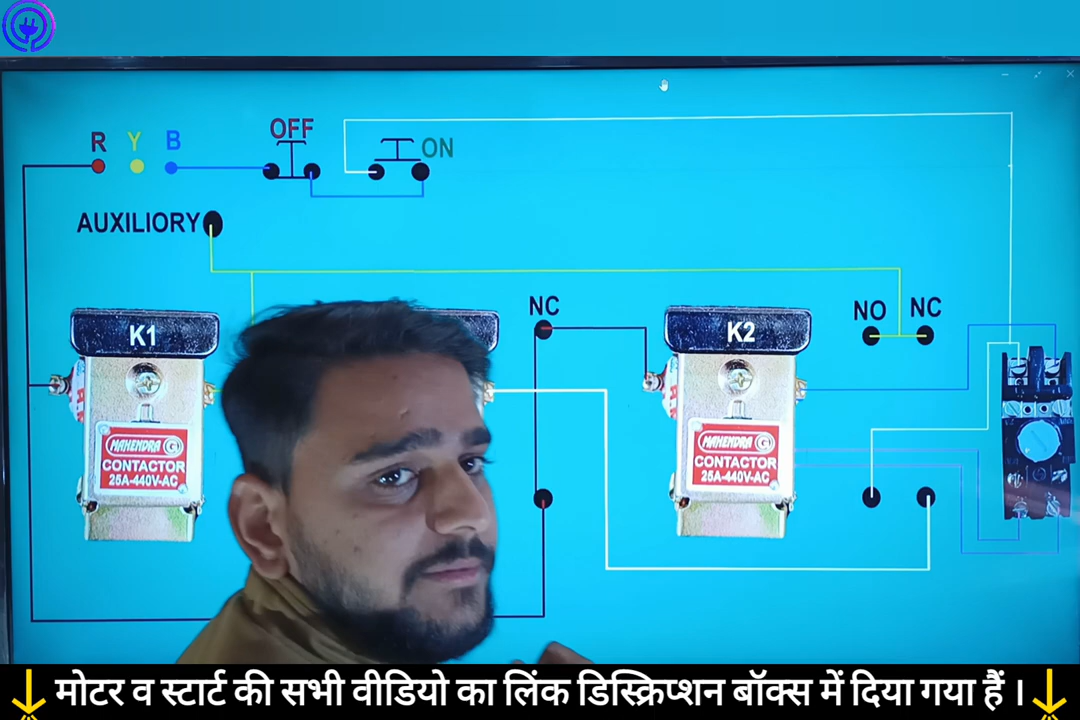 OFF
R Y B
ON
AUXILIORY
K1
NC
K2
NO NC
MAHENDRA G
CONTACTOR
25A-440V-AC
MAHENDRA G
CONTACTOR
25A-440V-AC
मोटर व स्टार्ट की सभी वीडियो का लिंक डिस्क्रिप्शन बॉक्स में दिया गया हैं ।